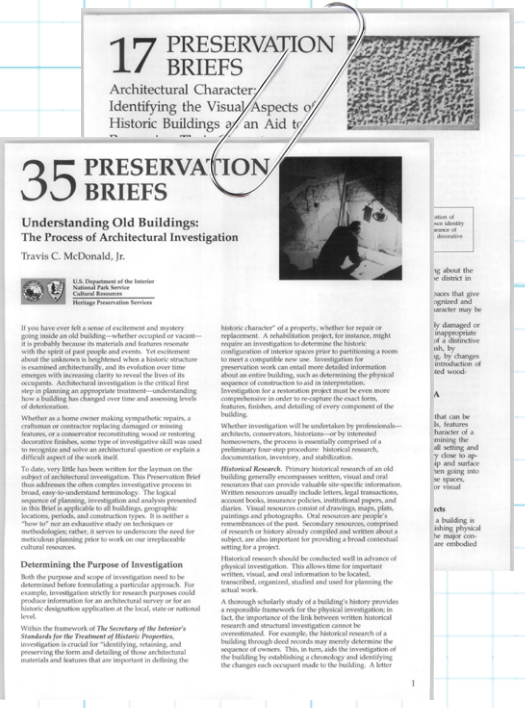 17 PRESERVATION
BRIEFS
Architectural Character:
Identifying the Visual Aspects of
Historic Buildings as an Aid to
35 PRESERVATION
BRIEFS
Understanding Old Buildings:
The Process of Architectural Investigation
Travis C. McDonald, Jr.
U.S. Department of the Interior
National Park Service
Cultural Resources
Heritage Preservation Services
If you have ever felt a sense of excitement and mystery
going inside an old building—whether occupied or vacant—
it is probably because its materials and features resonate
with the spirit of past people and events. Yet excitement
about the unknown is heightened when a historic structure
is examined architecturally, and its evolution over time
emerges with increasing clarity to reveal the lives of its
occupants. Architectural investigation is the critical first
step in planning an appropriate treatment—understanding
how a building has changed over time and assessing levels
of deterioration.
Whether as a home owner making sympathetic repairs, a
craftsman or contractor replacing damaged or missing
features, or a conservator reconstituting wood or restoring
decorative finishes, some type of investigative skill was used
to recognize and solve an architectural question or explain a
difficult aspect of the work itself.
To date, very little has been written for the layman on the
subject of architectural investigation. This Preservation Brief
thus addresses the often complex investigative process in
broad, easy-to-understand terminology. The logical
sequence of planning, investigation and analysis presented
in this Brief is applicable to all buildings, geographic
locations, periods, and construction types. It is neither a
"how to" nor an exhaustive study on techniques or
methodologies; rather, it serves to underscore the need for
meticulous planning prior to work on our irreplaceable
cultural resources.
Determining the Purpose of Investigation
Both the purpose and scope of investigation need to be
determined before formulating a particular approach. For
example, investigation strictly for research purposes could
produce information for an architectural survey or for an
historic designation application at the local, state or national
level.
Within the framework of The Secretary of the Interior's
Standards for the Treatment of Historic Properties,
investigation is crucial for "identifying, retaining, and
preserving the form and detailing of those architectural
materials and features that are important in defining the
historic character" of a property, whether for repair or
replacement. A rehabilitation project, for instance, might
require an investigation to determine the historic
configuration of interior spaces prior to partitioning a room
to meet a compatible new use. Investigation for
preservation work can entail more detailed information
about an entire building, such as determining the physical
sequence of construction to aid in interpretation.
Investigation for a restoration project must be even more
comprehensive in order to re-capture the exact form,
features, finishes, and detailing of every component of the
building.
Whether investigation will be undertaken by professionals—
architects, conservators, historians—or by interested
homeowners, the process is essentially comprised of a
preliminary four-step procedure: historical research,
documentation, inventory, and stabilization.
Historical Research. Primary historical research of an old
building generally encompasses written, visual and oral
resources that can provide valuable site-specific information.
Written resources usually include letters, legal transactions,
account books, insurance policies, institutional papers, and
diaries. Visual resources consist of drawings, maps, plats,
paintings and photographs. Oral resources are people's
remembrances of the past. Secondary resources, comprised
of research or history already compiled and written about a
subject, are also important for providing a broad contextual
setting for a project.
Historical research should be conducted well in advance of
physical investigation. This allows time for important
written, visual, and oral information to be located,
transcribed, organized, studied and used for planning the
actual work.
A thorough scholarly study of a building's history provides
a responsible framework for the physical investigation; in
fact, the importance of the link between written historical
research and structural investigation cannot be
overestimated. For example, the historical research of a
building through deed records may merely determine the
sequence of owners. This, in turn, aids the investigation of
the building by establishing a chronology and identifying
the changes each occupant made to the building. A letter
1